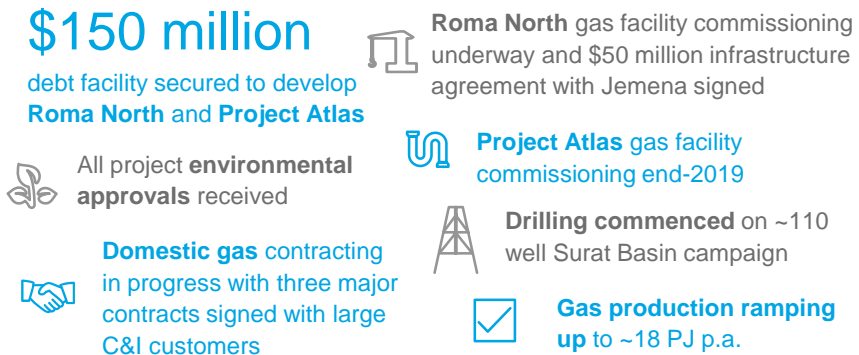 $150 million
debt facility secured to develop
Roma North and Project Atlas
Roma North gas facility commissioning
underway and $50 million infrastructure
agreement with Jemena signed
All project environmental
approvals received
Project Atlas gas facility
commissioning end-2019
Domestic gas contracting
in progress with three major
contracts signed with large
C&I customers
Drilling commenced on ~110
well Surat Basin campaign
Gas production ramping
up to ~18 PJ p.a.